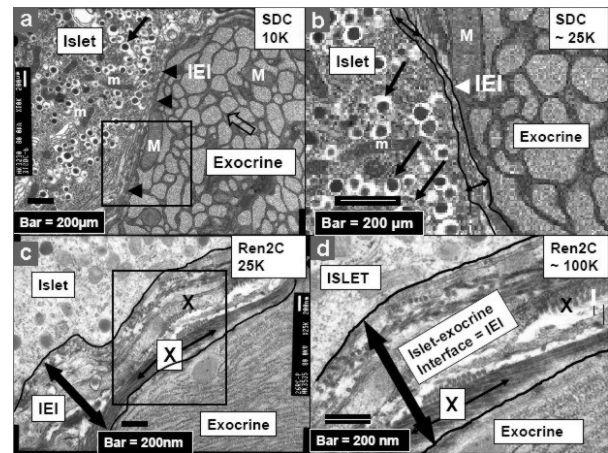 a
Islet
SDC
10K
IEI
M
m
m
M
Exocrine
Bar = 200µm
b
Islet
SDC
~ 25K
M
IEI
m
Exocrine
Bar = 200 µm
c
Islet
Ren2C
25K
X
X
IEI
Exocrine
Bar = 200nm
d
ISLET
Ren2C
~ 100K
X
Islet-exocrine
Interface = IEI
X
Exocrine
Bar = 200 nm